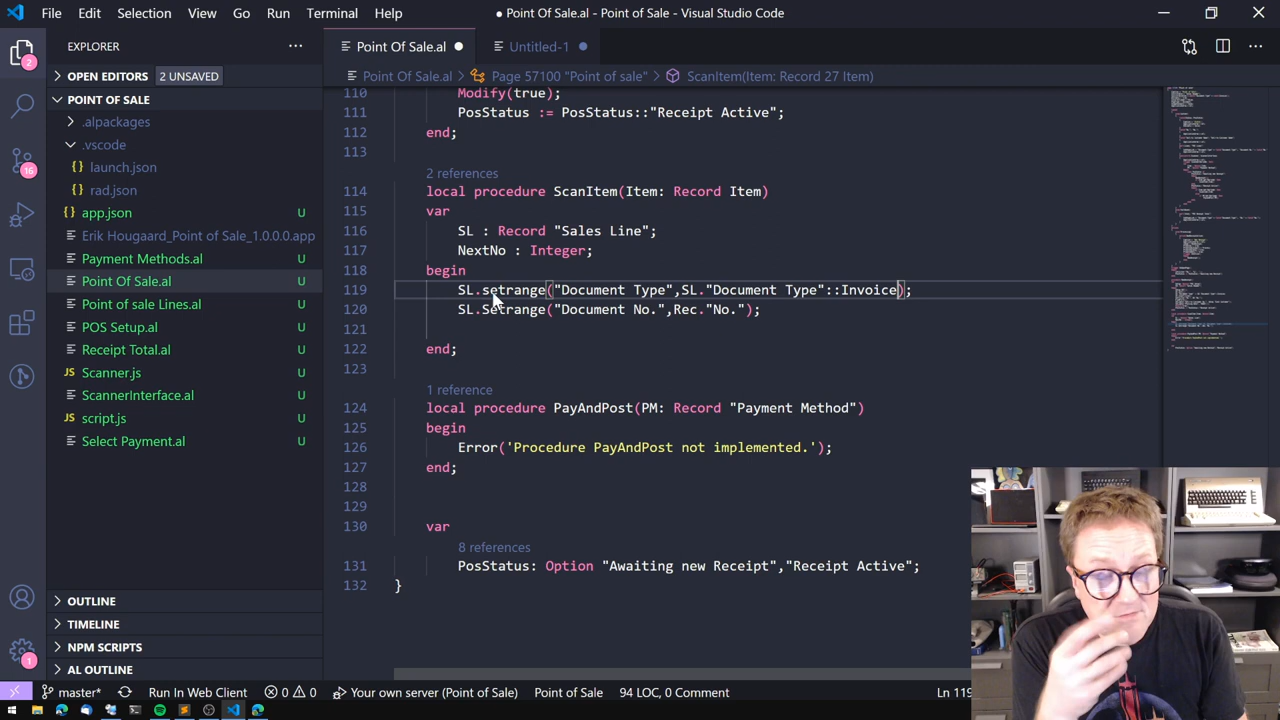 File Edit Selection View Go Run Terminal Help
● Point Of Sale.al - Point of Sale - Visual Studio Code
EXPLORER
OPEN EDITORS 2 UNSAVED
POINT OF SALE
.alpackages
.vscode
launch.json
rad.json
app.json U
Erik Hougaard_Point of Sale_1.0.0.0.app
Payment Methods.al U
Point Of Sale.al U
Point of sale Lines.al U
POS Setup.al U
Receipt Total.al U
Scanner.js U
ScannerInterface.al U
script.js U
Select Payment.al U
OUTLINE
TIMELINE
NPM SCRIPTS
AL OUTLINE
2
16
1
Point Of Sale.al Untitled-1
Point Of Sale.al > Page 57100 "Point of sale" > ScanItem(Item: Record 27 Item)
110 Modify(true);
111 PosStatus := PosStatus::"Receipt Active";
112 end;
113
2 references
114 local procedure ScanItem(Item: Record Item)
115 var
116 SL : Record "Sales Line";
117 NextNo : Integer;
118 begin
119 SL.setrange("Document Type",SL."Document Type"::Invoice);
120 SL.Setrange("Document No.",Rec."No.");
121
122 end;
123
1 reference
124 local procedure PayAndPost(PM: Record "Payment Method")
125 begin
126 Error('Procedure PayAndPost not implemented.');
127 end;
128
129
130 var
8 references
131 PosStatus: Option "Awaiting new Receipt","Receipt Active";
132 }
master* Run In Web Client 0 0 Your own server (Point of Sale) Point of Sale 94 LOC, 0 Comment Ln 119